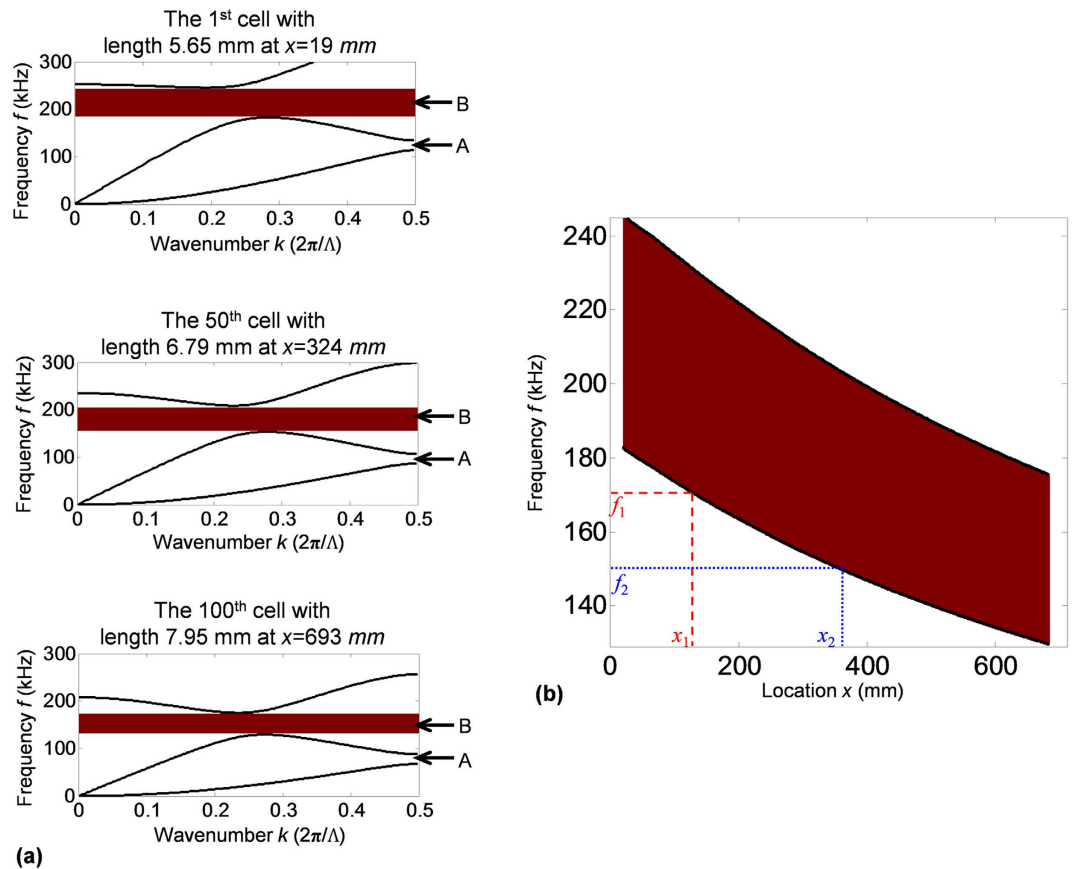 The 1st cell with
length 5.65 mm at x=19 mm
300
200
100
0
Frequency f (kHz)
B
A
0 0.1 0.2 0.3 0.4 0.5
Wavenumber k (2π/Λ)
The 50th cell with
length 6.79 mm at x=324 mm
300
200
100
0
Frequency f (kHz)
B
A
0 0.1 0.2 0.3 0.4 0.5
Wavenumber k (2π/Λ)
The 100th cell with
length 7.95 mm at x=693 mm
300
200
100
0
Frequency f (kHz)
B
A
0 0.1 0.2 0.3 0.4 0.5
Wavenumber k (2π/Λ)
(a)
240
220
200
180
160
140
Frequency f (kHz)
f1
f2
x1
x2
0 200 400 600
Location x (mm)
(b)